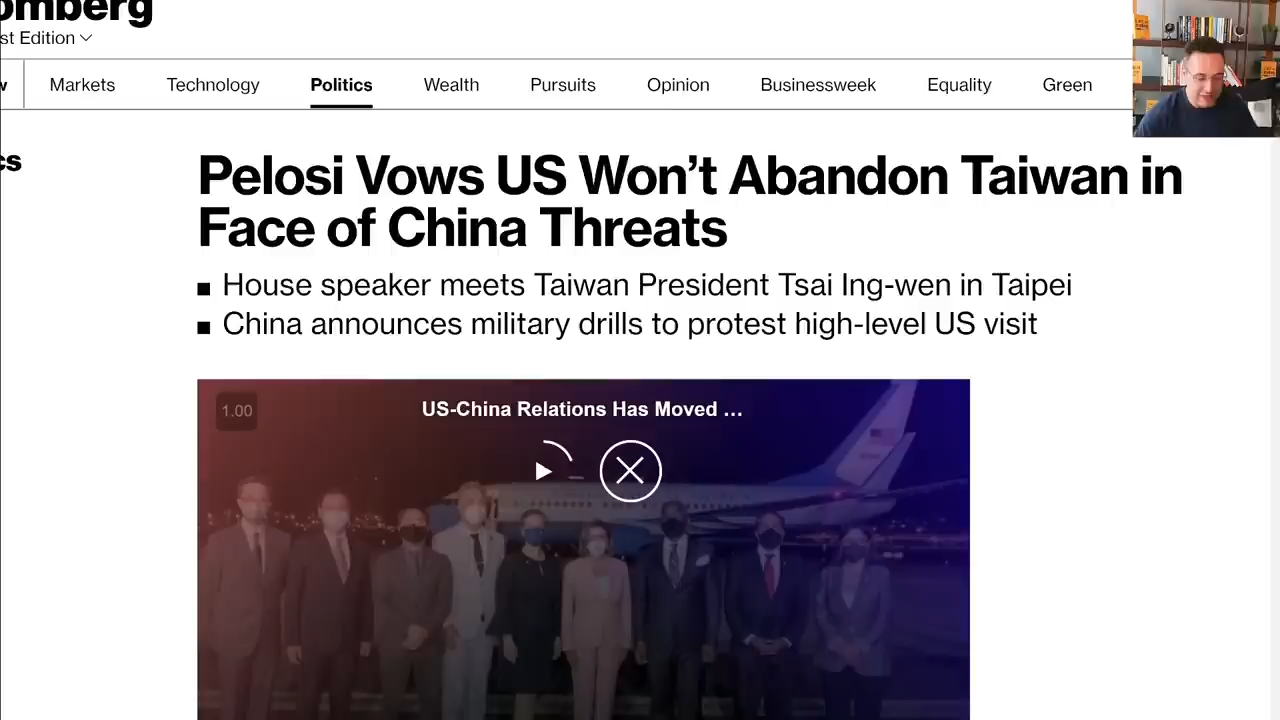 omberg
st Edition
w
Markets
Technology
Politics
Wealth
Pursuits
Opinion
Businessweek
Equality
Green
cs
Pelosi Vows US Won’t Abandon Taiwan in
Face of China Threats
House speaker meets Taiwan President Tsai Ing-wen in Taipei
China announces military drills to protest high-level US visit
1.00
US-China Relations Has Moved ...